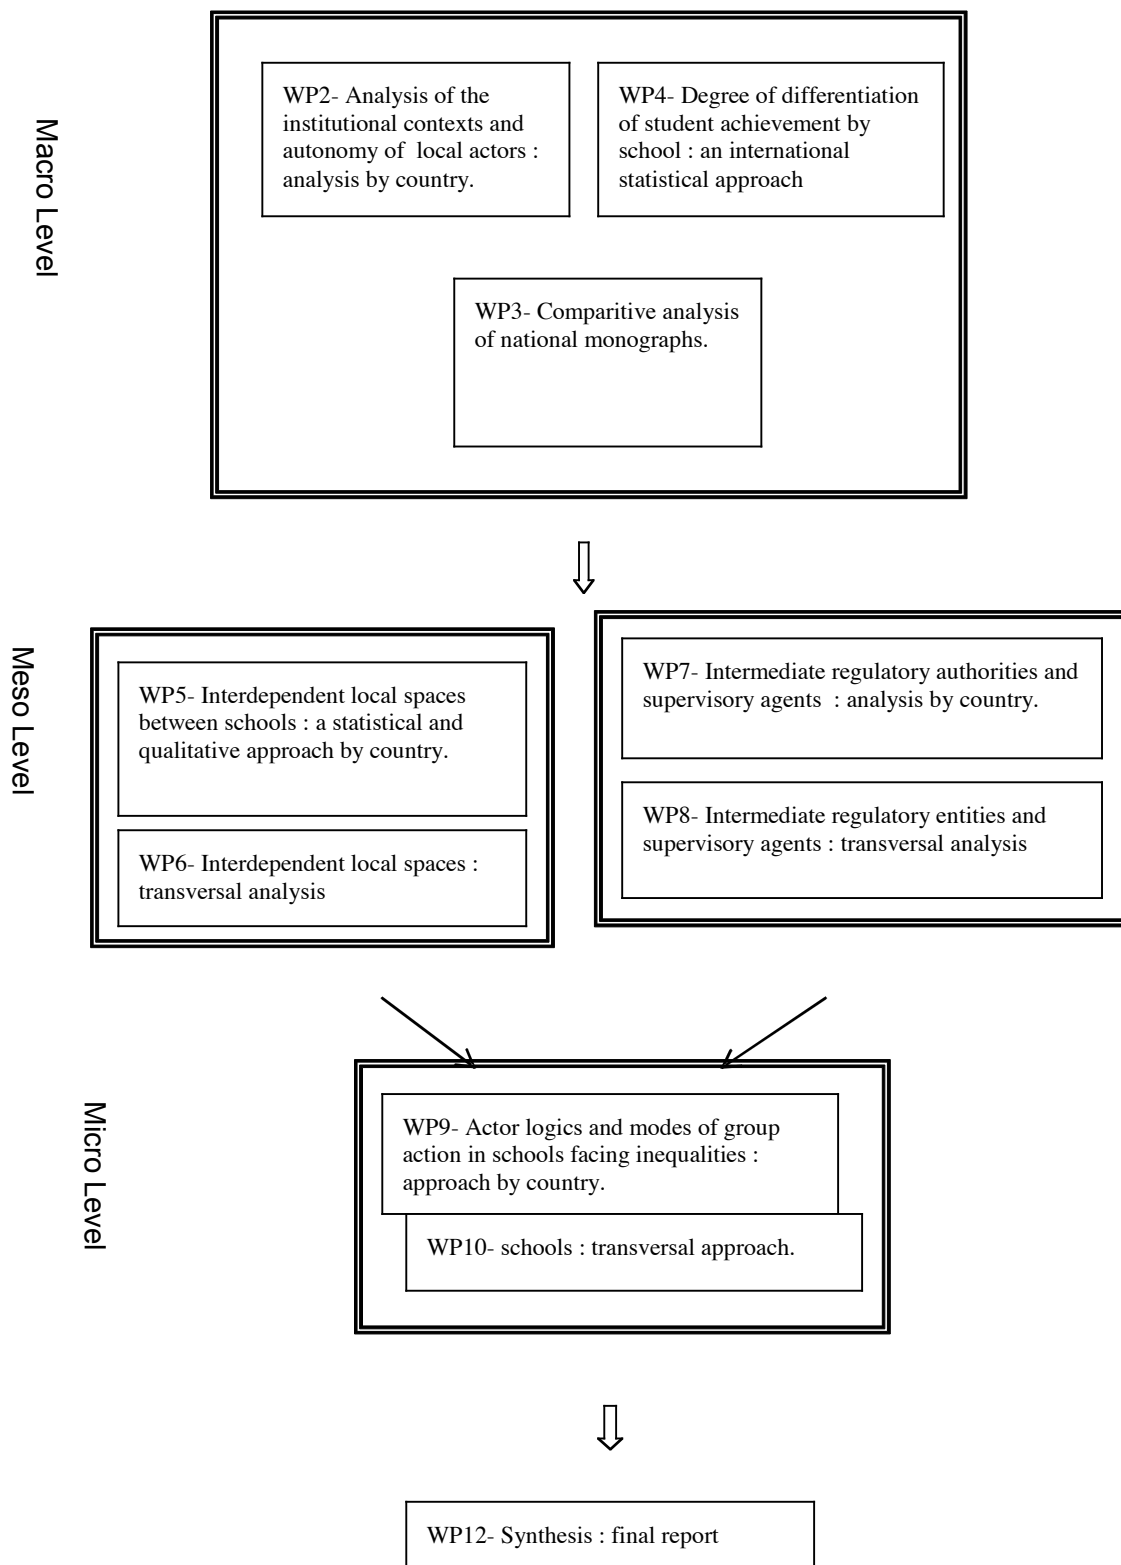 Macro Level
WP2- Analysis of the
institutional contexts and
autonomy of  local actors :
analysis by country.
WP4- Degree of differentiation
of student achievement by
school : an international
statistical approach
WP3- Comparitive analysis
of national monographs.
Meso Level
WP5- Interdependent local spaces
between schools : a statistical and
qualitative approach by country.
WP6- Interdependent local spaces :
transversal analysis
WP7- Intermediate regulatory authorities and
supervisory agents  : analysis by country.
WP8- Intermediate regulatory entities and
supervisory agents : transversal analysis
Micro Level
WP9- Actor logics and modes of group
action in schools facing inequalities :
approach by country.
WP10- schools : transversal approach.
WP12- Synthesis : final report